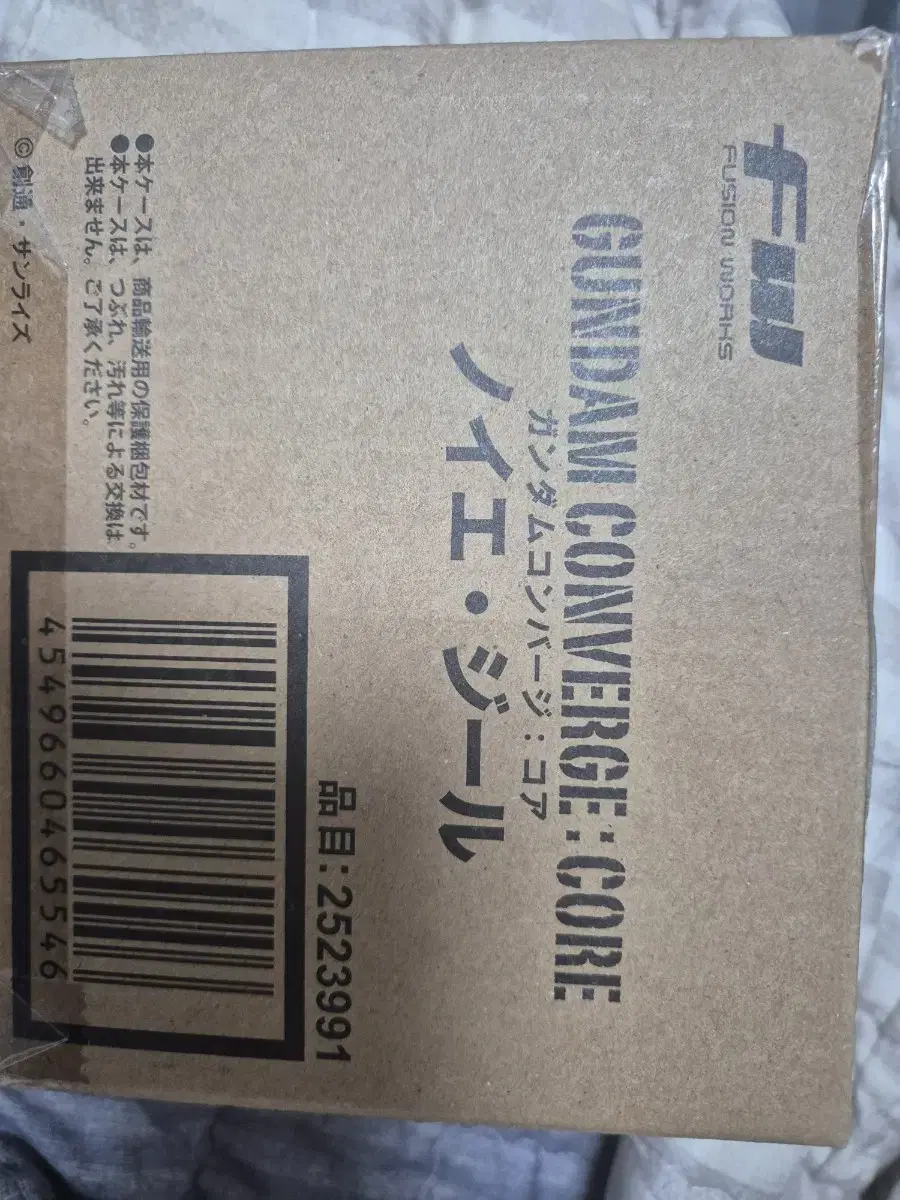 FW
FUSION WORKS
GUNDAM CONVERGE:CORE
ガンダムコンバージ:コア
ノイエ・ジール
品目:2523991
4549660465546
●本ケースは、商品輸送用の保護梱包材です。
●本ケースは、つぶれ、汚れ等による交換は
出来ません。ご了承ください。
©創通・サンライズ